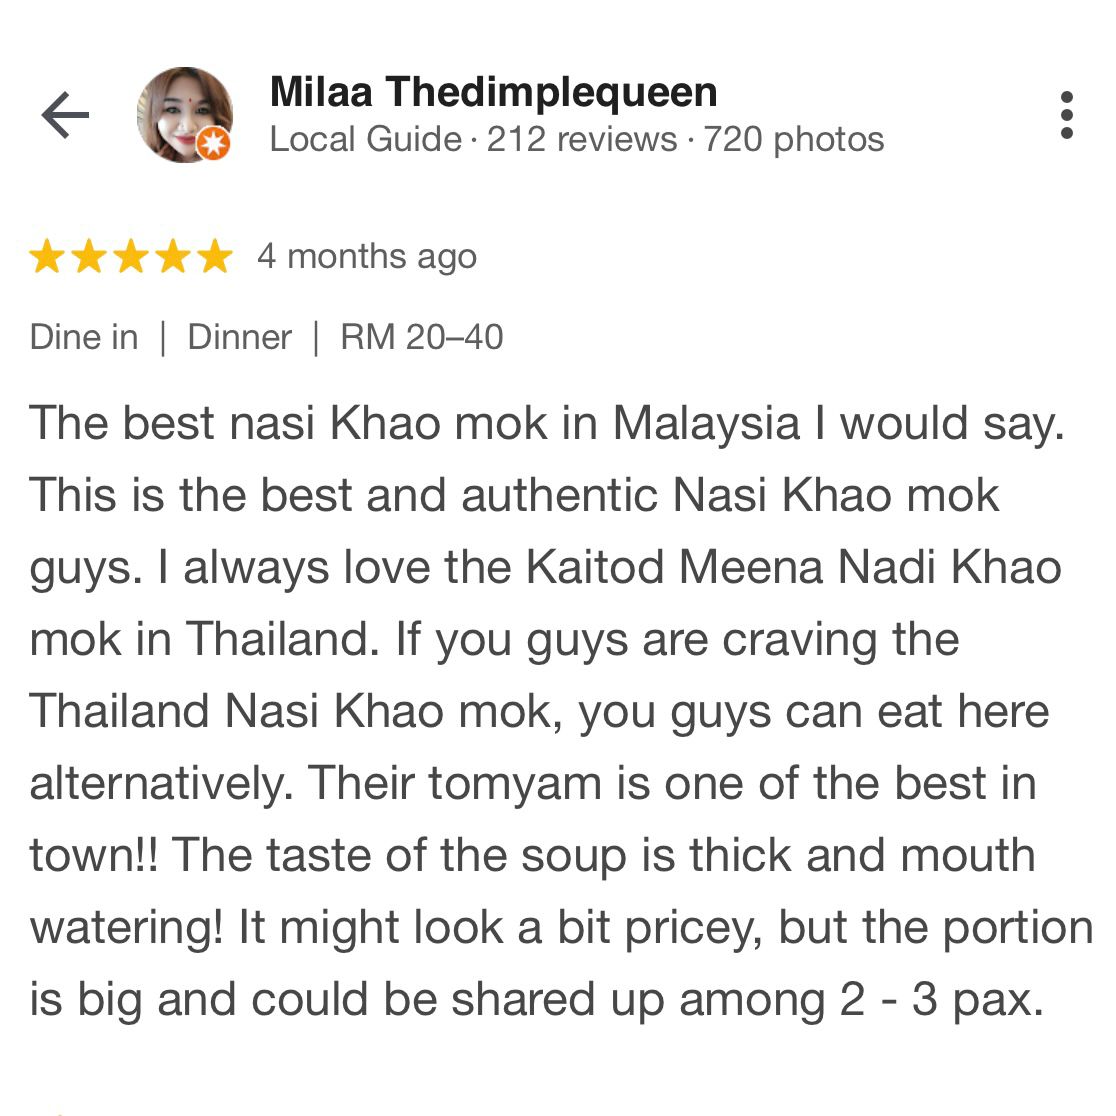 Milaa Thedimplequeen
Local Guide · 212 reviews · 720 photos
4 months ago
Dine in | Dinner | RM 20–40
The best nasi Khao mok in Malaysia I would say.
This is the best and authentic Nasi Khao mok
guys. I always love the Kaitod Meena Nadi Khao
mok in Thailand. If you guys are craving the
Thailand Nasi Khao mok, you guys can eat here
alternatively. Their tomyam is one of the best in
town!! The taste of the soup is thick and mouth
watering! It might look a bit pricey, but the portion
is big and could be shared up among 2 - 3 pax.